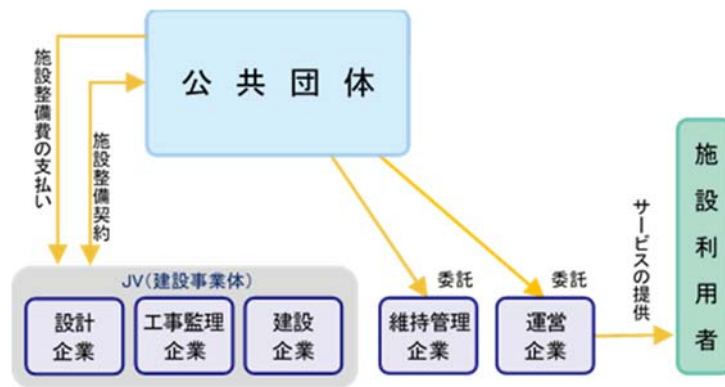 公共団体
施設整備費の支払い
施設整備契約
JV(建設事業体)
設計
企業
工事監理
企業
建設
企業
委託
維持管理
企業
委託
運営
企業
サービスの提供
施設利用者